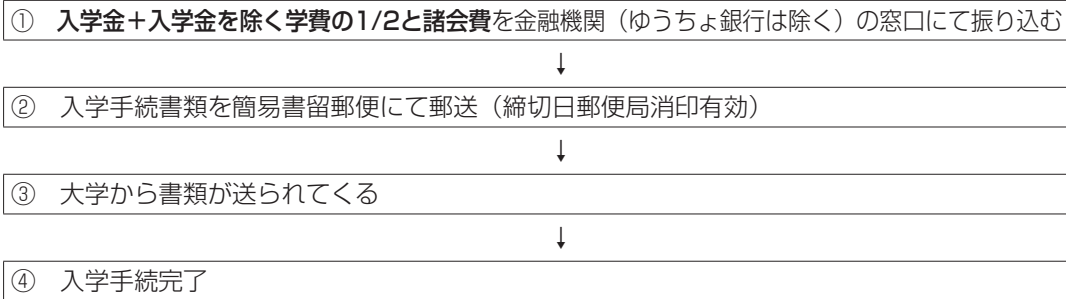 ① 入学金＋入学金を除く学費の1/2と諸会費を金融機関（ゆうちょ銀行は除く）の窓口にて振り込む
↓
② 入学手続書類を簡易書留郵便にて郵送（締切日郵便局消印有効）
↓
③ 大学から書類が送られてくる
↓
④ 入学手続完了